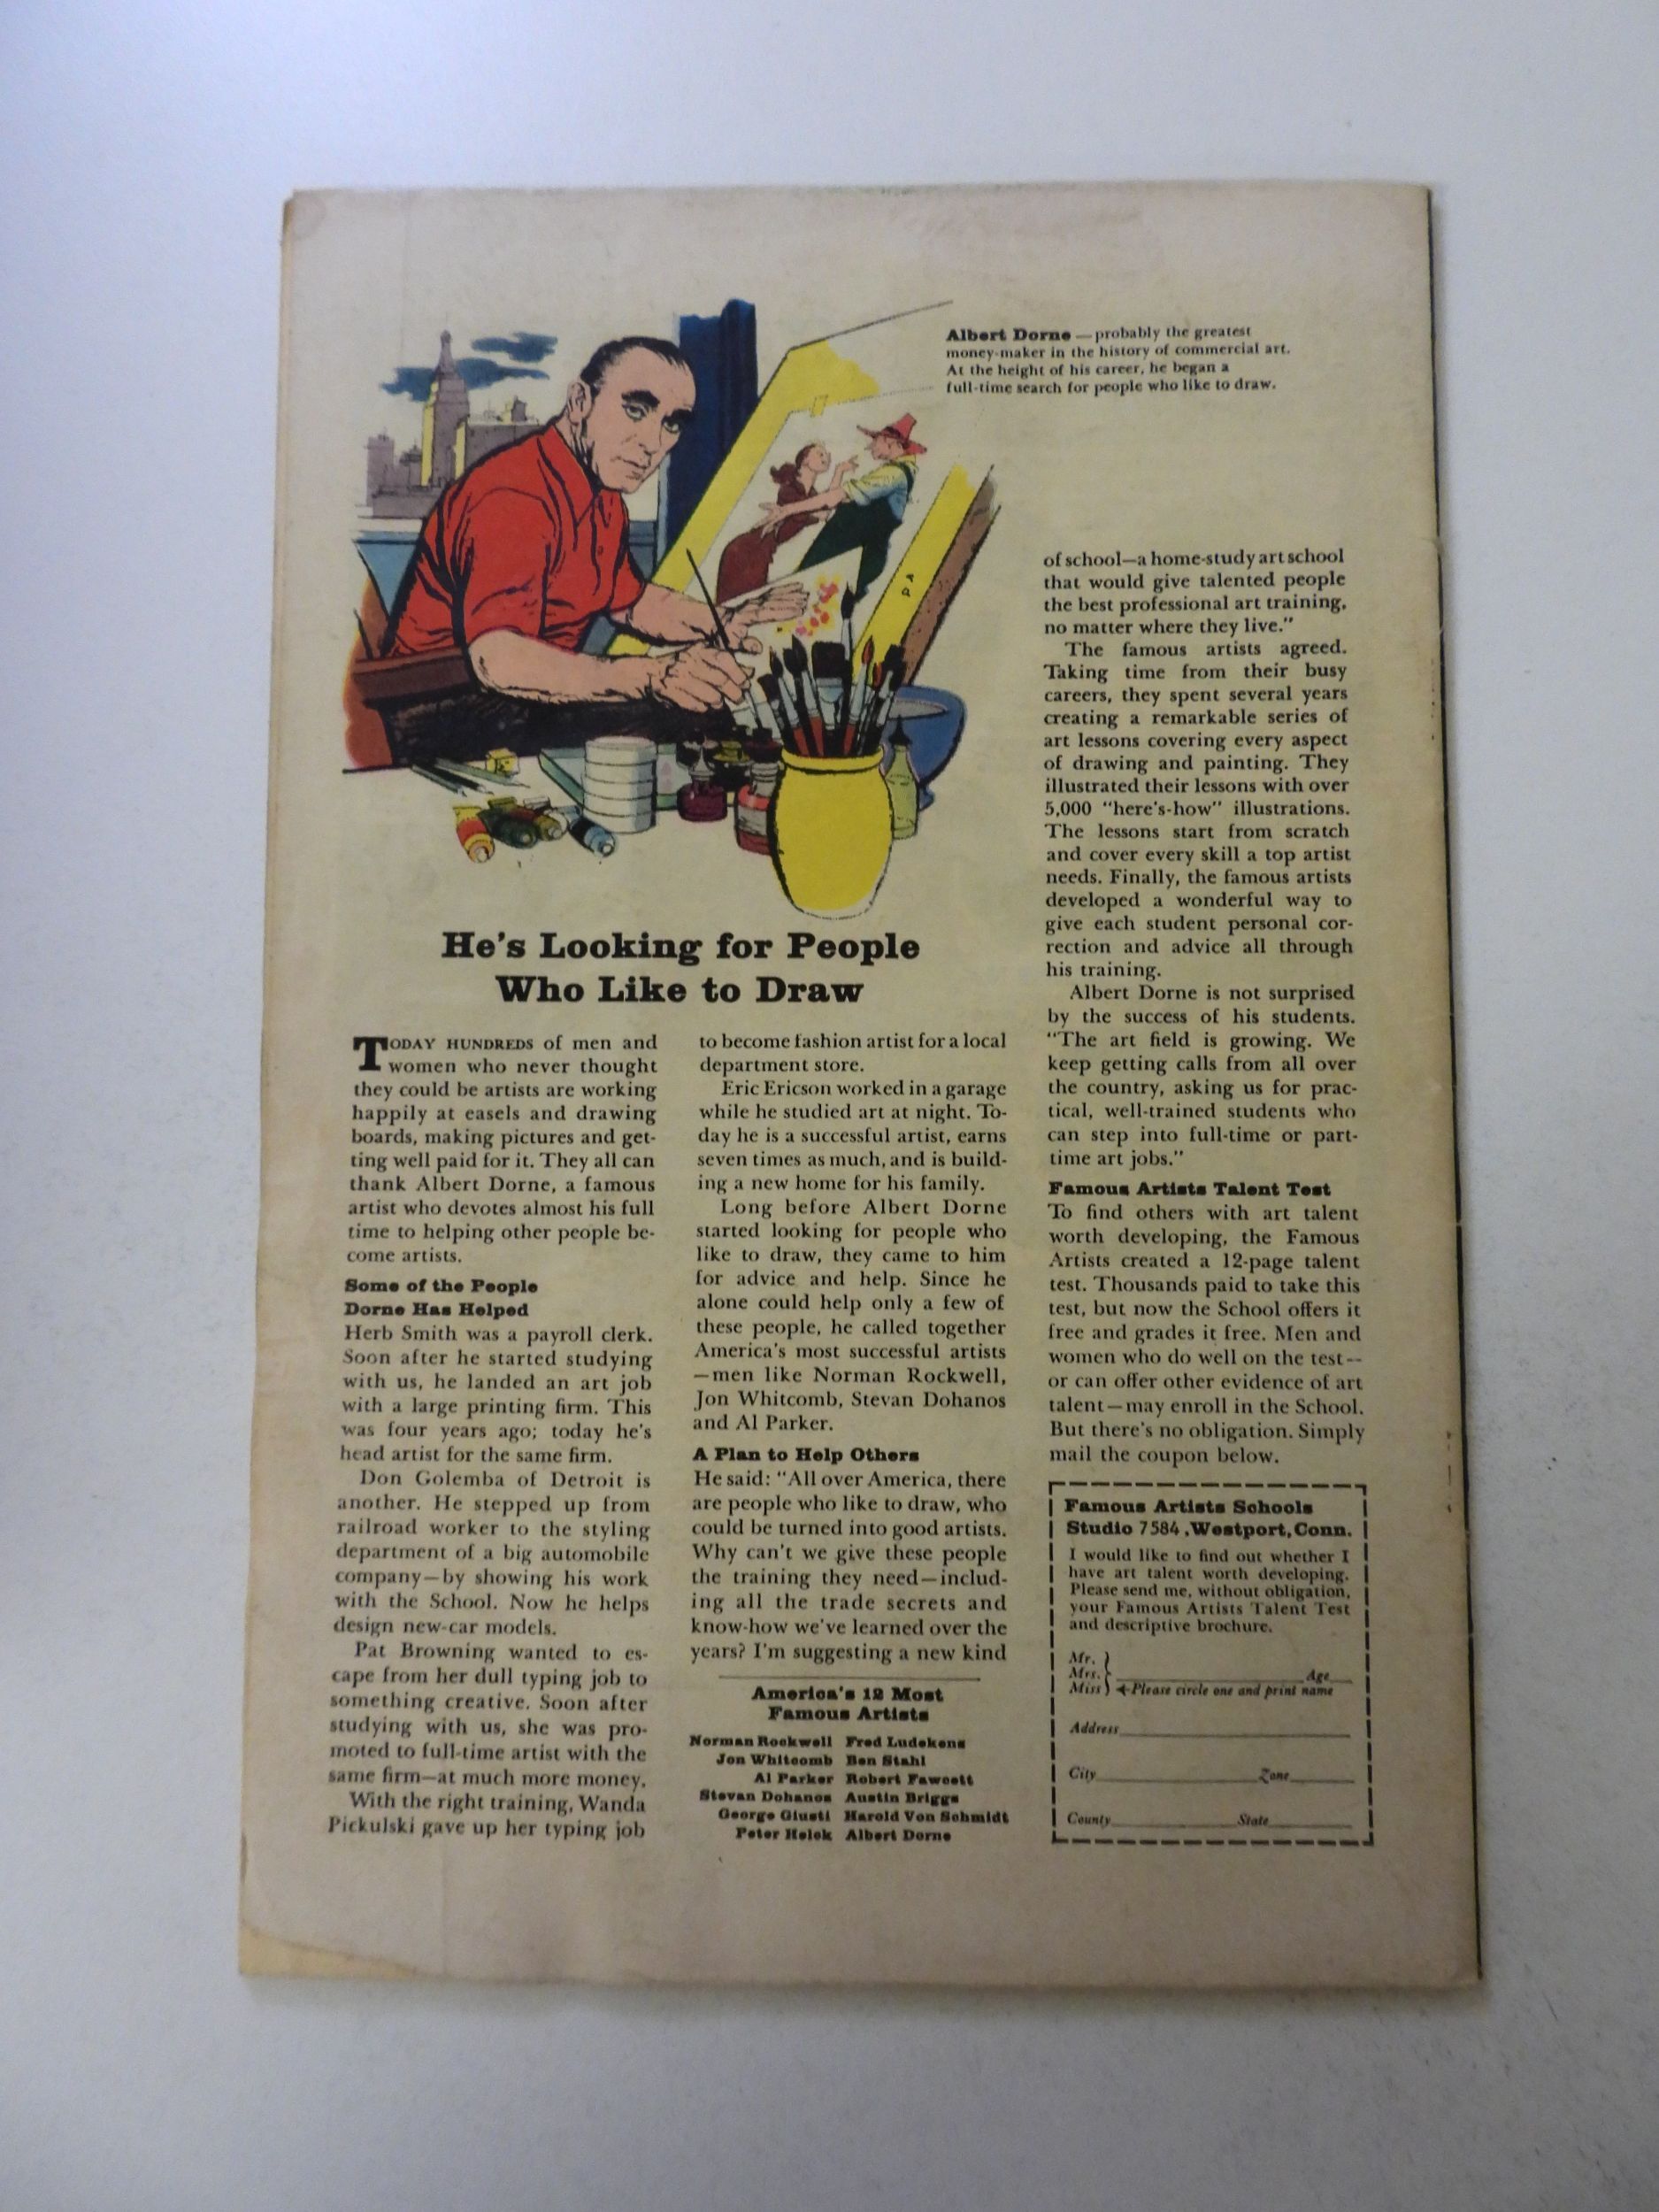 Albert Dorne — probably the greatest
money-maker in the history of commercial art.
At the height of his career, he began a
full-time search for people who like to draw.
He's Looking for People
Who Like to Draw
TODAY HUNDREDS of men and
women who never thought
they could be artists are working
happily at easels and drawing
boards, making pictures and get-
ting well paid for it. They all can
thank Albert Dorne, a famous
artist who devotes almost his full
time to helping other people be-
come artists.
Some of the People
Dorne Has Helped
Herb Smith was a payroll clerk.
Soon after he started studying
with us, he landed an art job
with a large printing firm. This
was four years ago; today he's
head artist for the same firm.
Don Golemba of Detroit is
another. He stepped up from
railroad worker to the styling
department of a big automobile
company—by showing his work
with the School. Now he helps
design new-car models.
Pat Browning wanted to es-
cape from her dull typing job to
something creative. Soon after
studying with us, she was pro-
moted to full-time artist with the
same firm—at much more money.
With the right training, Wanda
Pickulski gave up her typing job
to become fashion artist for a local
department store.
Eric Ericson worked in a garage
while he studied art at night. To-
day he is a successful artist, earns
seven times as much, and is build-
ing a new home for his family.
Long before Albert Dorne
started looking for people who
like to draw, they came to him
for advice and help. Since he
alone could help only a few of
these people, he called together
America's most successful artists
—men like Norman Rockwell,
Jon Whitcomb, Stevan Dohanos
and Al Parker.
A Plan to Help Others
He said: "All over America, there
are people who like to draw, who
could be turned into good artists.
Why can't we give these people
the training they need—includ-
ing all the trade secrets and
know-how we've learned over the
years? I'm suggesting a new kind
America's 12 Most
Famous Artists
Norman Rockwell Fred Ludekens
Jon Whitcomb Ben Stahl
Al Parker Robert Fawcett
Stevan Dohanos Austin Briggs
George Giusti Harold Von Schmidt
Peter Helck Albert Dorne
of school—a home-study art school
that would give talented people
the best professional art training,
no matter where they live."
The famous artists agreed.
Taking time from their busy
careers, they spent several years
creating a remarkable series of
art lessons covering every aspect
of drawing and painting. They
illustrated their lessons with over
5,000 "here's-how" illustrations.
The lessons start from scratch
and cover every skill a top artist
needs. Finally, the famous artists
developed a wonderful way to
give each student personal cor-
rection and advice all through
his training.
Albert Dorne is not surprised
by the success of his students.
"The art field is growing. We
keep getting calls from all over
the country, asking us for prac-
tical, well-trained students who
can step into full-time or part-
time art jobs."
Famous Artists Talent Test
To find others with art talent
worth developing, the Famous
Artists created a 12-page talent
test. Thousands paid to take this
test, but now the School offers it
free and grades it free. Men and
women who do well on the test—
or can offer other evidence of art
talent—may enroll in the School.
But there's no obligation. Simply
mail the coupon below.
Famous Artists Schools
Studio 7584, Westport, Conn.
I would like to find out whether I
have art talent worth developing.
Please send me, without obligation,
your Famous Artists Talent Test
and descriptive brochure.
Mr.
Mrs. Age
Miss Please circle one and print name
Address
City Zone
County State